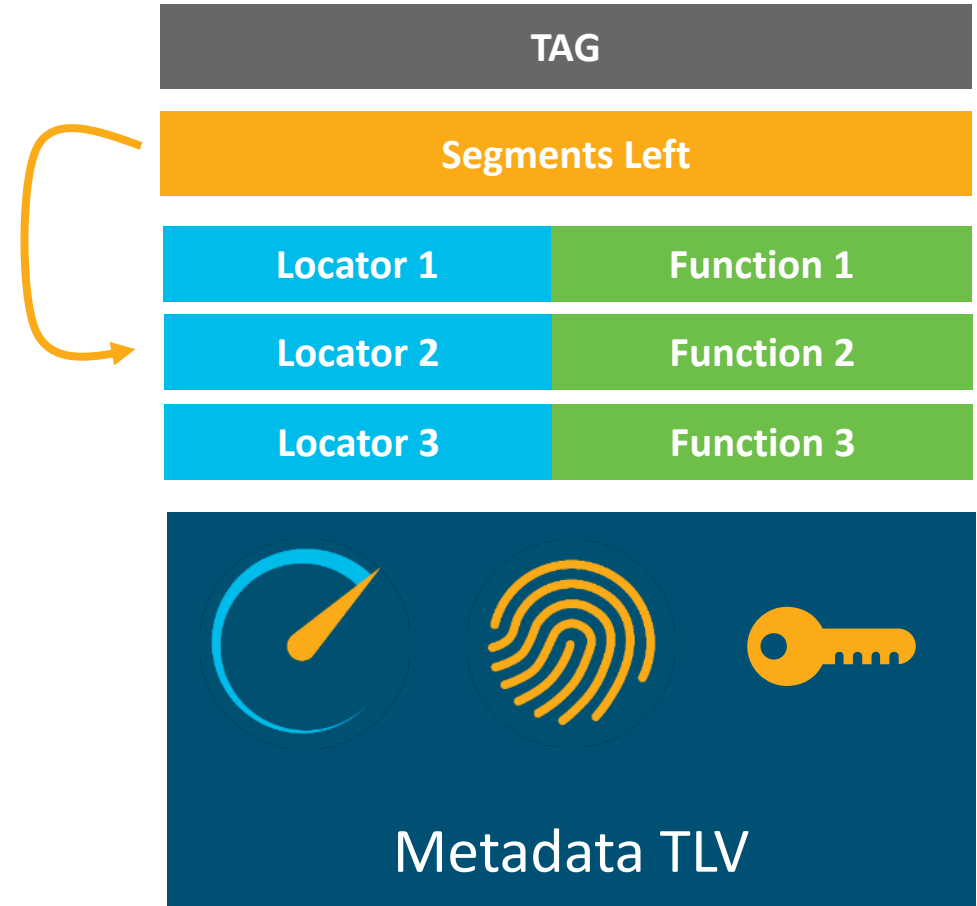 TAG
Segments Left
Locator 1 Function 1
Locator 2 Function 2
Locator 3 Function 3
Metadata TLV